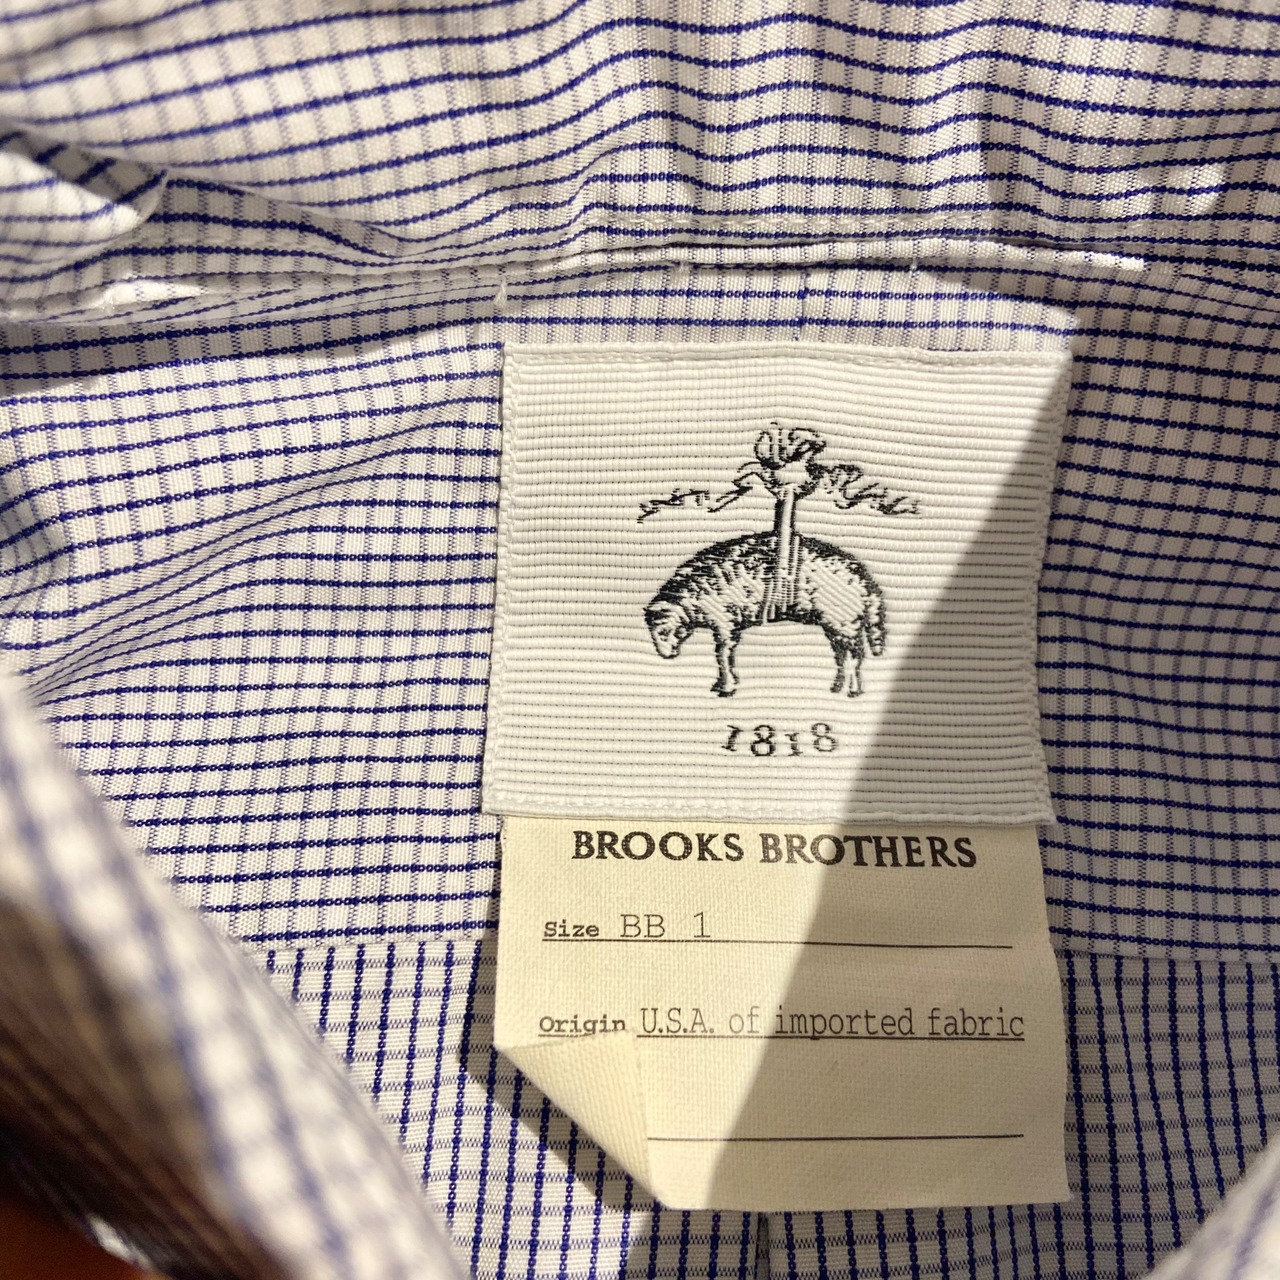 1818
BROOKS BROTHERS
Size BB 1
Origin U.S.A. of imported fabric